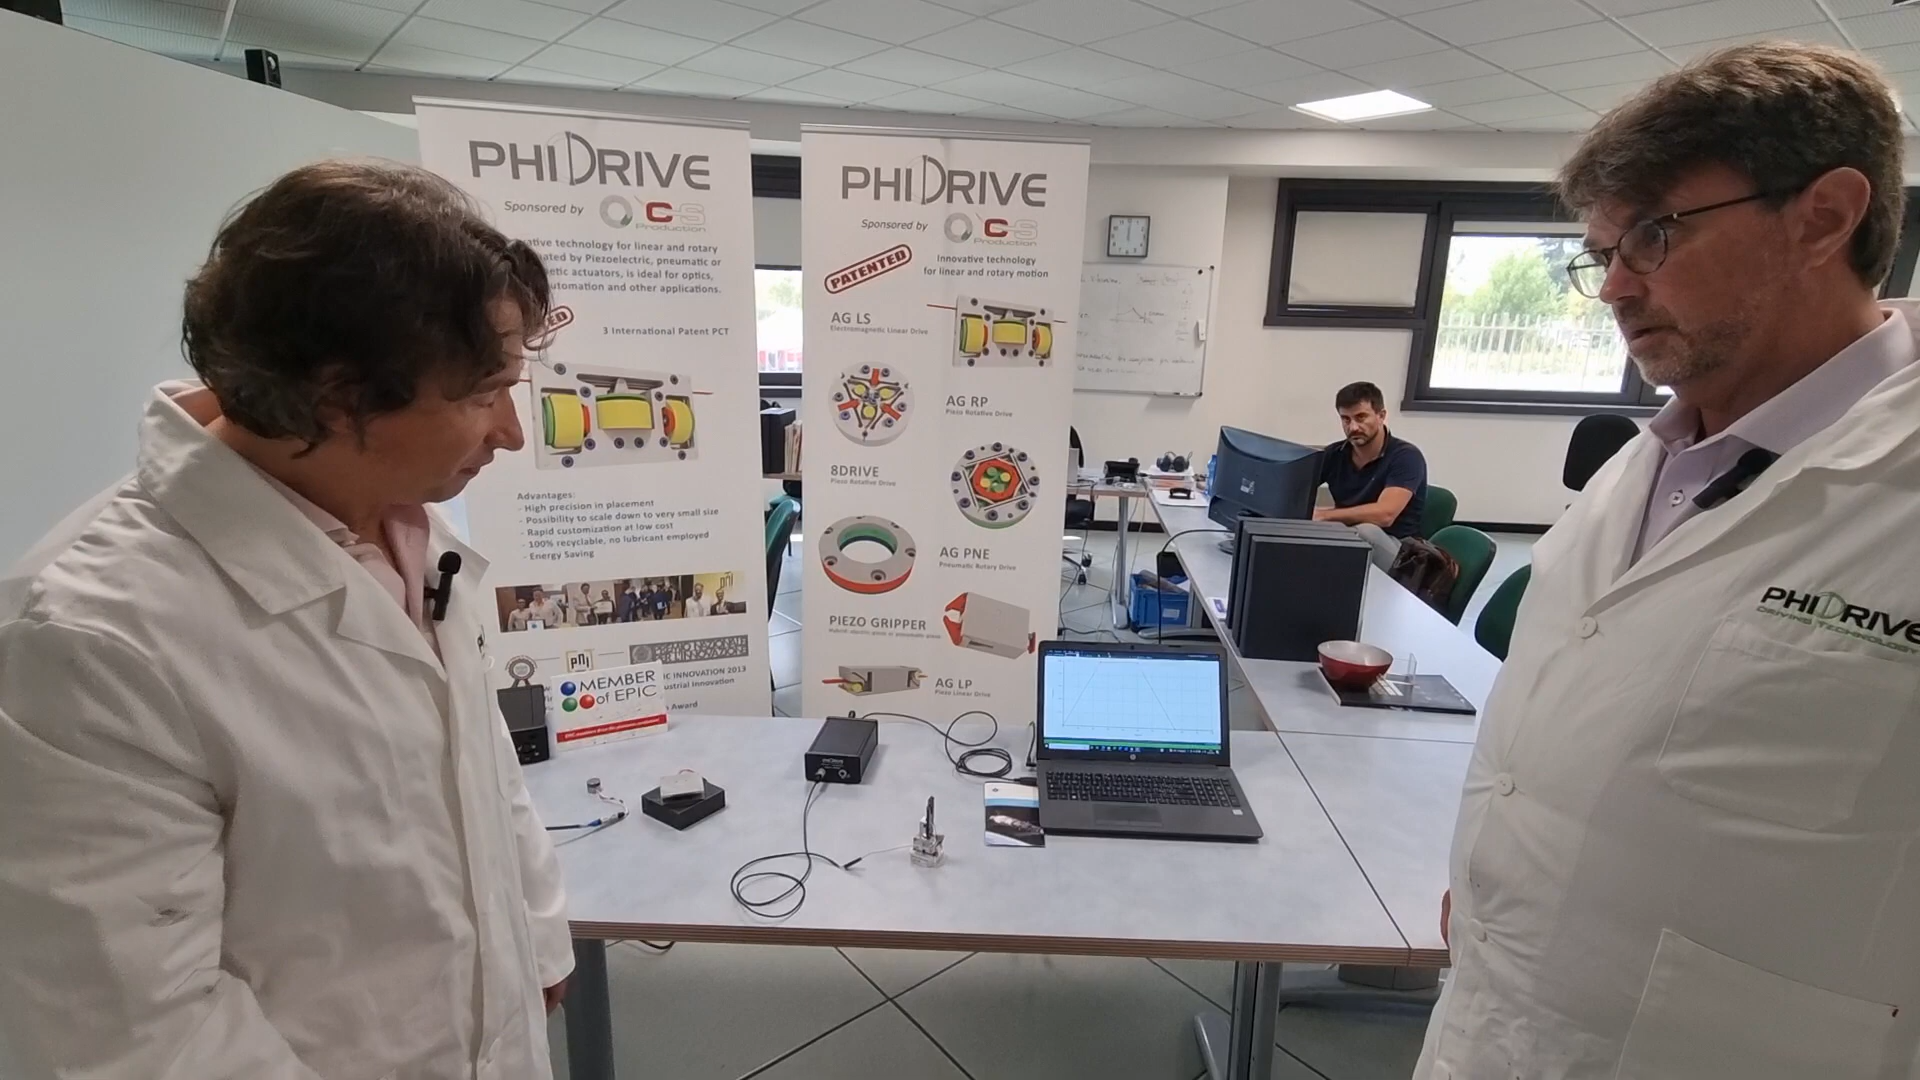 PHIDRIVE
Sponsored by C-S
Production
ative technology for linear and rotary
ated by Piezoelectric, pneumatic or
etic actuators, is ideal for optics,
utomation and other applications.
3 International Patent PCT
Advantages:
- High precision in placement
- Possibility to scale down to very small size
- Rapid customization at low cost
- 100% recyclable, no lubricant employed
- Energy Saving
pni
IC INNOVATION 2013
ustrial Innovation
Award
MEMBER
of EPIC
PHIDRIVE
Sponsored by C-S
Production
PATENTED
Innovative technology
for linear and rotary motion
AG LS
Electromagnetic Linear Drive
AG RP
Piezo Rotative Drive
8DRIVE
Piezo Rotative Drive
AG PNE
Pneumatic Rotary Drive
PIEZO GRIPPER
AG LP
Piezo Linear Drive
PHIDRIVE
DRIVING TECHNOLOGY